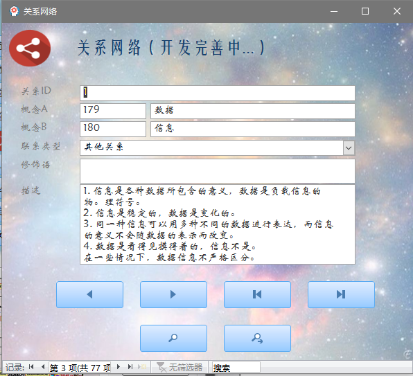 关系网络
关系网络（开发完善中...）
关系ID 1
概念A 179 数据
概念B 180 信息
联系类型 其他关系
修饰语
描述 1.信息是各种数据所包含的意义，数据是负载信息的
物。理符号。
2.信息是稳定的，数据是变化的。
3.同一种信息可以用多种不同的数据进行表达，而信息
的意义不会随数据的表示而改变。
4.数据是看得见摸得着的，信息不是。
在一些情况下，数据信息不严格区分。
记录: 第 3 项(共 77 项 无筛选器 搜索